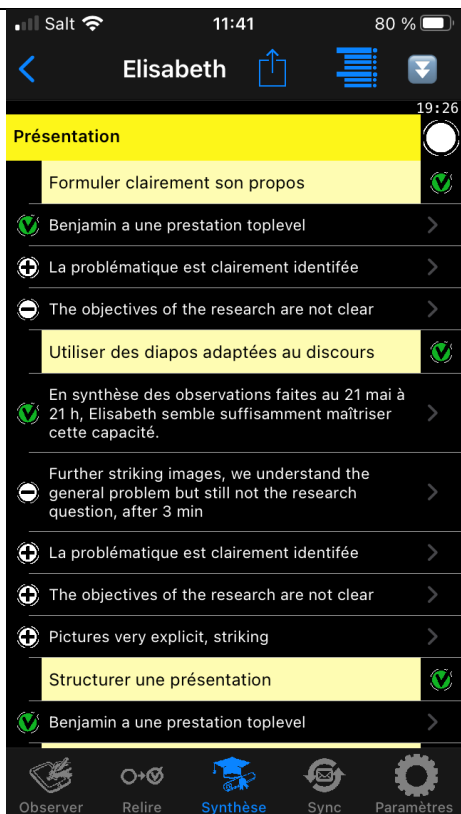 Salt 11:41 80 %
Elisabeth
19:26
Présentation
Formuler clairement son propos
Benjamin a une prestation toplevel
La problématique est clairement identifée
The objectives of the research are not clear
Utiliser des diapos adaptées au discours
En synthèse des observations faites au 21 mai à
21 h, Elisabeth semble suffisamment maîtriser
cette capacité.
Further striking images, we understand the
general problem but still not the research
question, after 3 min
La problématique est clairement identifée
The objectives of the research are not clear
Pictures very explicit, striking
Structurer une présentation
Benjamin a une prestation toplevel
Observer Relire Synthèse Sync Paramètres